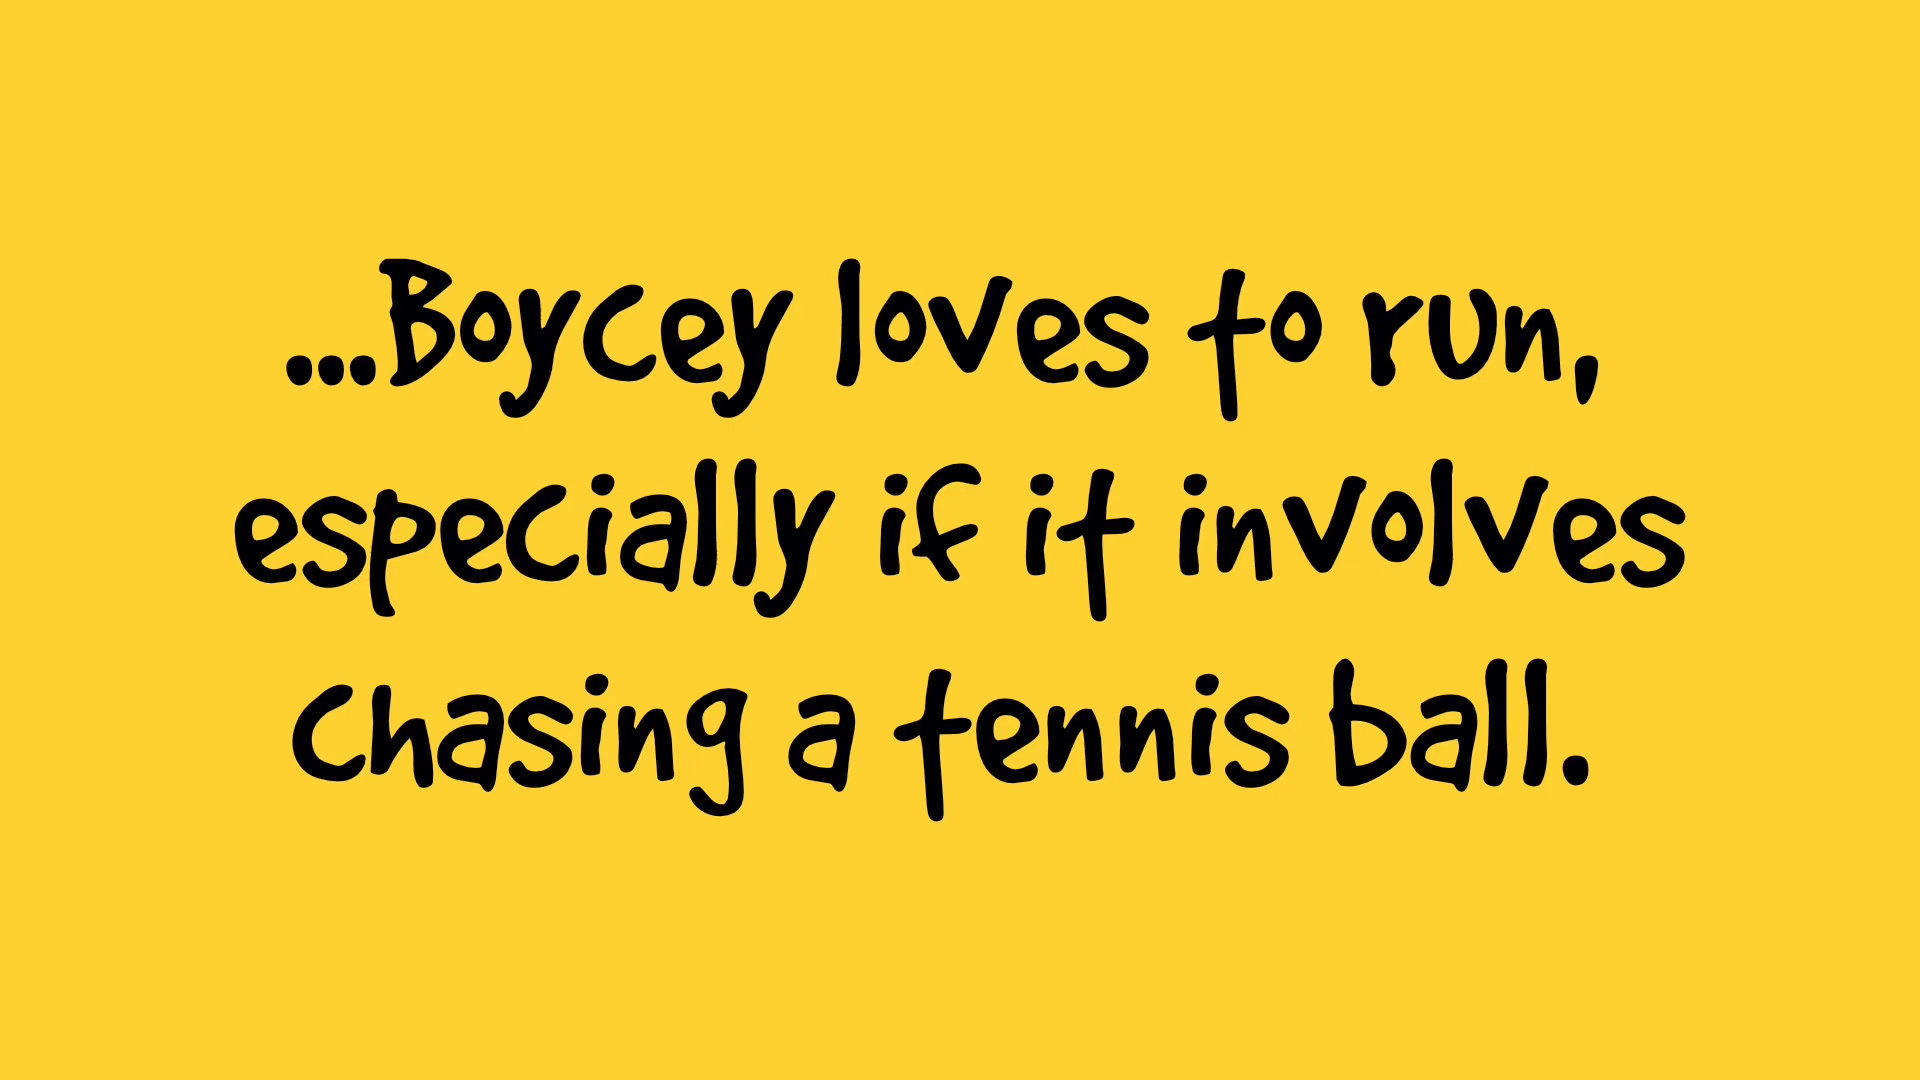 ...Boycey loves to run,
especially if it involves
chasing a tennis ball.